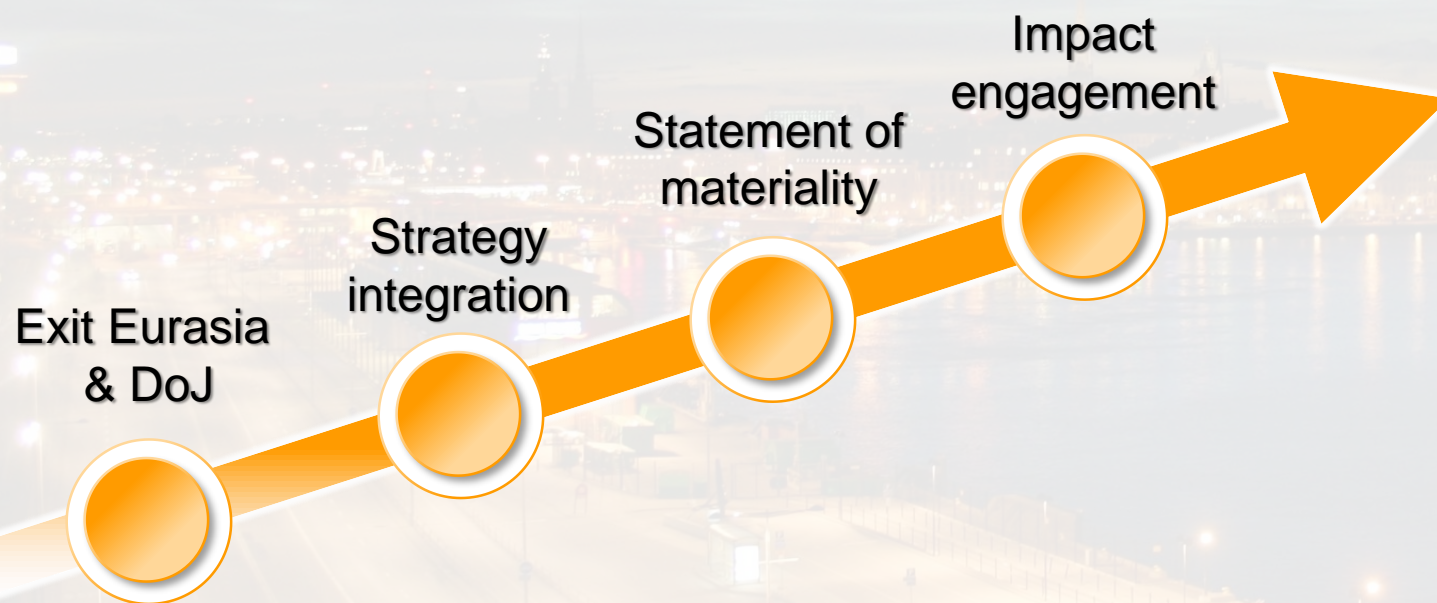 Exit Eurasia
& DoJ
Strategy
integration
Statement of
materiality
Impact
engagement